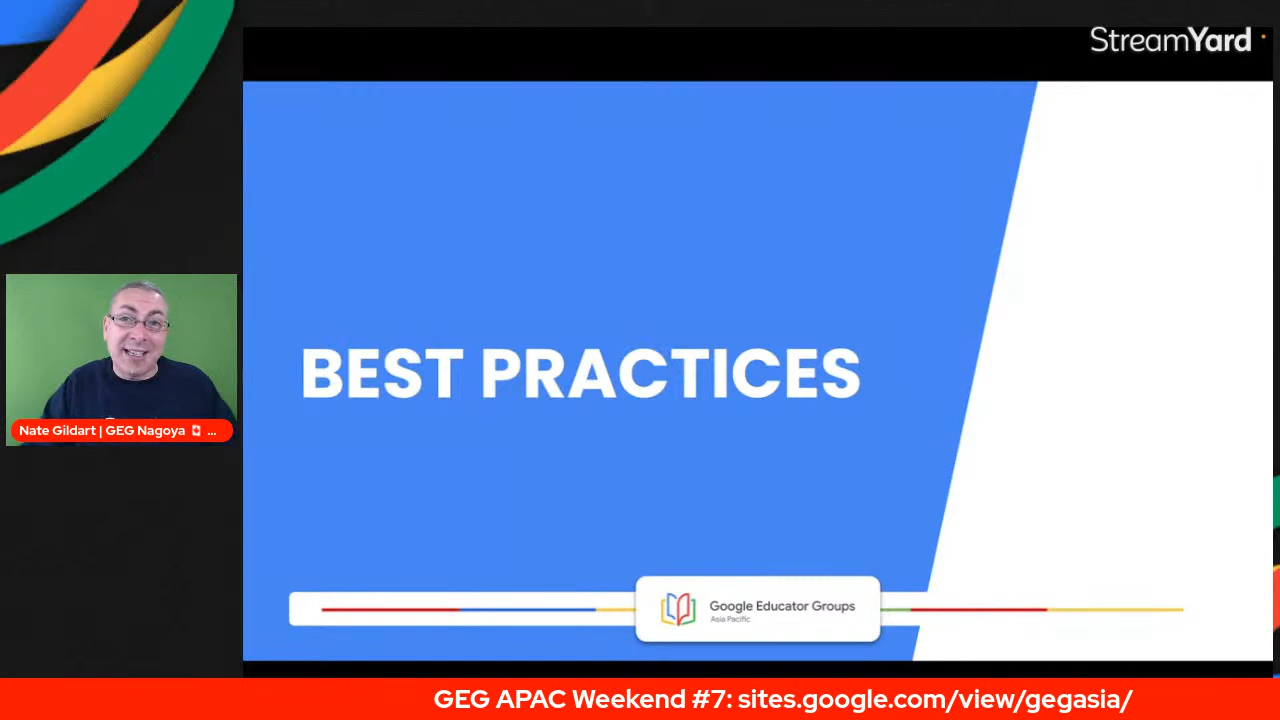 StreamYard
BEST PRACTICES
Nate Gildart | GEG Nagoya 🇨🇦 ...
Google Educator Groups
Asia Pacific
GEG APAC Weekend #7: sites.google.com/view/gegasia/